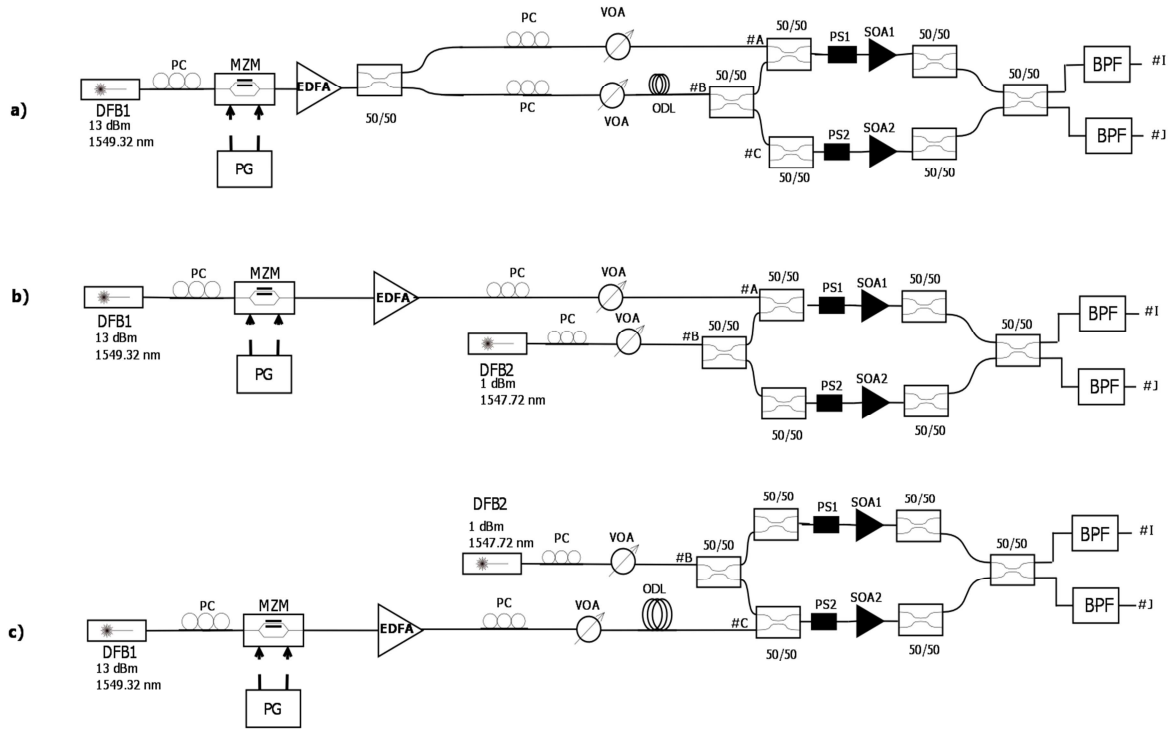 a)
PC
VOA
#A
50/50
PS1
SOA1
50/50
PC
MZM
EDFA
50/50
BPF
#I
DFB1
13 dBm
1549.32 nm
50/50
PC
VOA
ODL
#B
50/50
BPF
#J
PG
#C
PS2
SOA2
50/50
50/50
b)
PC
MZM
EDFA
PC
VOA
#A
50/50
PS1
SOA1
50/50
DFB1
13 dBm
1549.32 nm
PC
VOA
#B
50/50
50/50
BPF
#I
DFB2
1 dBm
1547.72 nm
PG
PS2
SOA2
BPF
#J
50/50
50/50
c)
DFB2
1 dBm
1547.72 nm
PC
VOA
#B
50/50
50/50
PS1
SOA1
50/50
50/50
BPF
#I
PC
MZM
EDFA
PC
VOA
ODL
#C
PS2
SOA2
BPF
#J
DFB1
13 dBm
1549.32 nm
50/50
50/50
PG